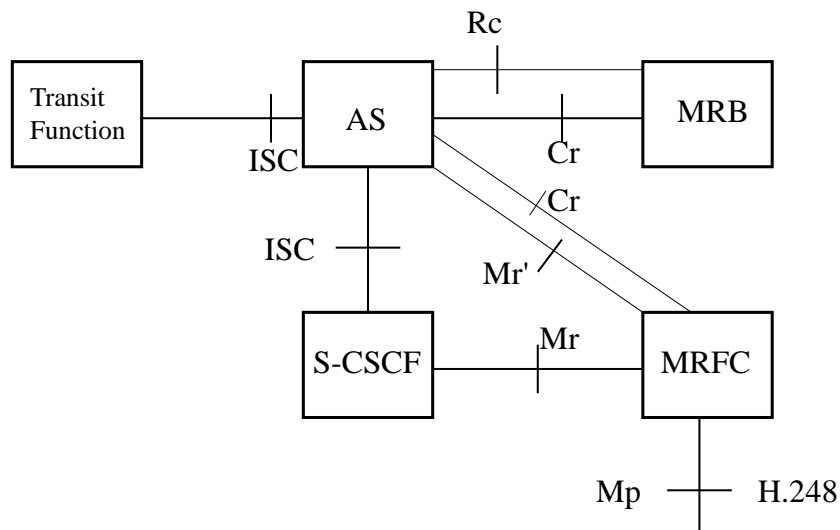 Rc
Transit
Function
AS
MRB
ISC
Cr
Cr
ISC
Mr'
S-CSCF
Mr
MRFC
Mp
H.248